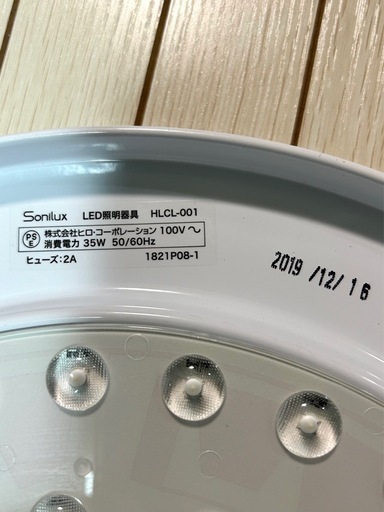 Sonilux LED照明器具 HLCL-001
PS
E
株式会社ヒロ・コーポレーション 100V ～
消費電力 35W 50/60Hz
ヒューズ:2A 1821P08-1
2019 /12/ 16